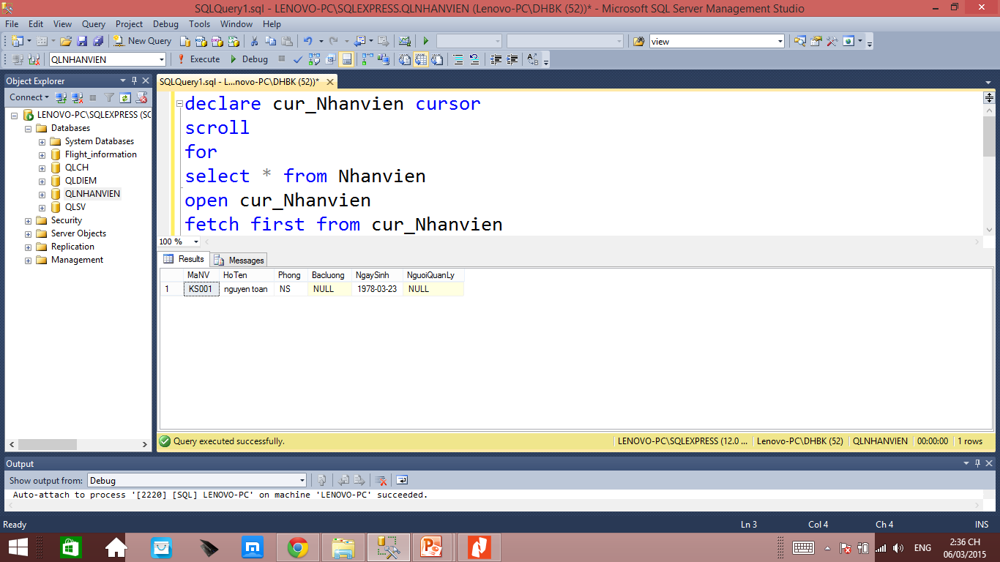 SQLQuery1.sql - LENOVO-PC\SQLEXPRESS.QLNHANVIEN (Lenovo-PC\DHBK (52))* - Microsoft SQL Server Management Studio
File Edit View Query Project Debug Tools Window Help
New Query view
QLNHANVIEN Execute Debug
Object Explorer
SQLQuery1.sql - L...novo-PC\DHBK (52))*
Connect
LENOVO-PC\SQLEXPRESS (SC
Databases
System Databases
Flight_information
QLCH
QLDIEM
QLNHANVIEN
QLSV
Security
Server Objects
Replication
Management
declare cur_Nhanvien cursor
scroll
for
select * from Nhanvien
open cur_Nhanvien
fetch first from cur_Nhanvien
100 %
Results Messages
MaNV HoTen Phong Bacluong NgaySinh NguoiQuanLy
1 KS001 nguyen toan NS NULL 1978-03-23 NULL
Query executed successfully. LENOVO-PC\SQLEXPRESS (12.0 ... Lenovo-PC\DHBK (52) QLNHANVIEN 00:00:00 1 rows
Output
Show output from: Debug
Auto-attach to process '[2220] [SQL] LENOVO-PC' on machine 'LENOVO-PC' succeeded.
Ready Ln 3 Col 4 Ch 4 INS
ENG 2:36 CH
06/03/2015